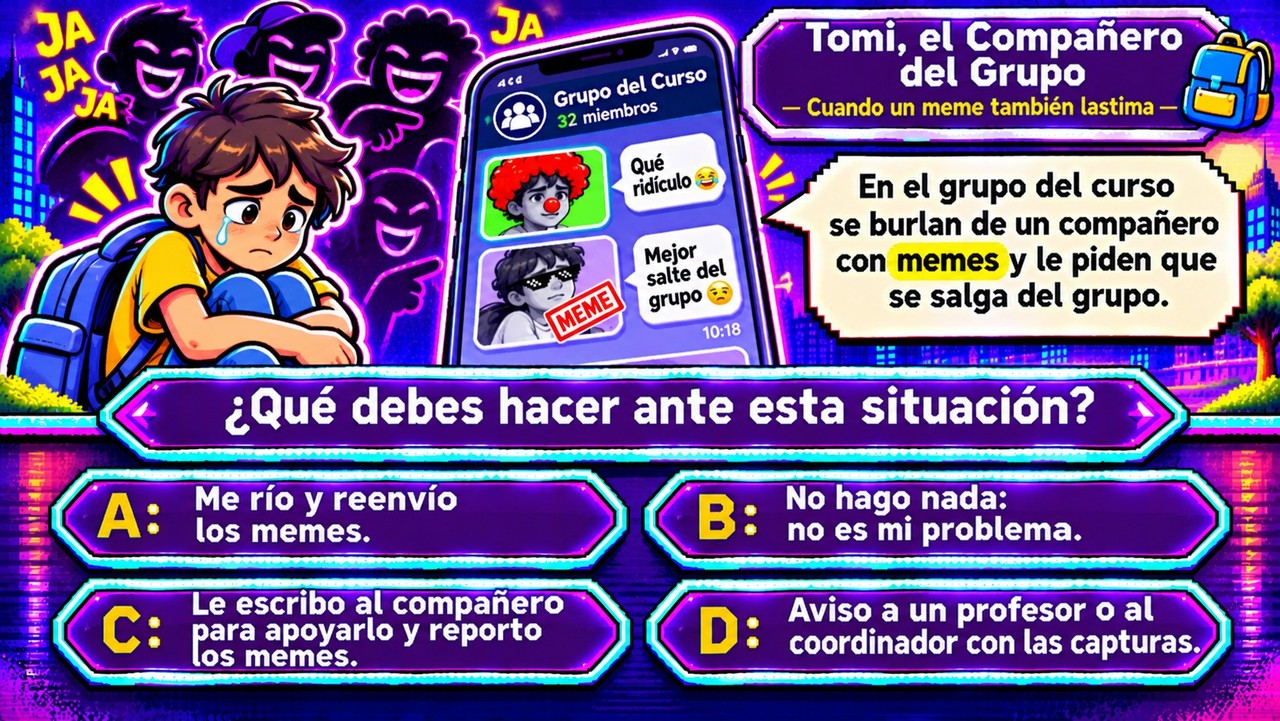 JA
JA
JA
JA
Grupo del Curso
32 miembros
Qué
ridículo 😂
Mejor
salte del
grupo 😒
MEME
10:18
Tomi, el Compañero
del Grupo
— Cuando un meme también lastima —
En el grupo del curso
se burlan de un compañero
con memes y le piden que
se salga del grupo.
¿Qué debes hacer ante esta situación?
A: Me río y reenvío
los memes.
B: No hago nada:
no es mi problema.
C: Le escribo al compañero
para apoyarlo y reporto
los memes.
D: Aviso a un profesor o al
coordinador con las capturas.